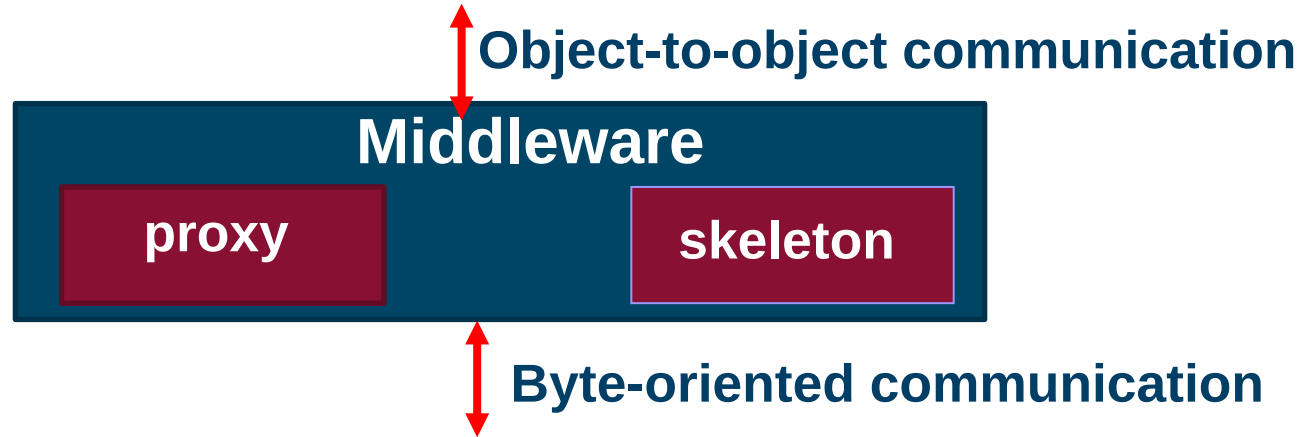 Object-to-object communication
Middleware
proxy
skeleton
Byte-oriented communication